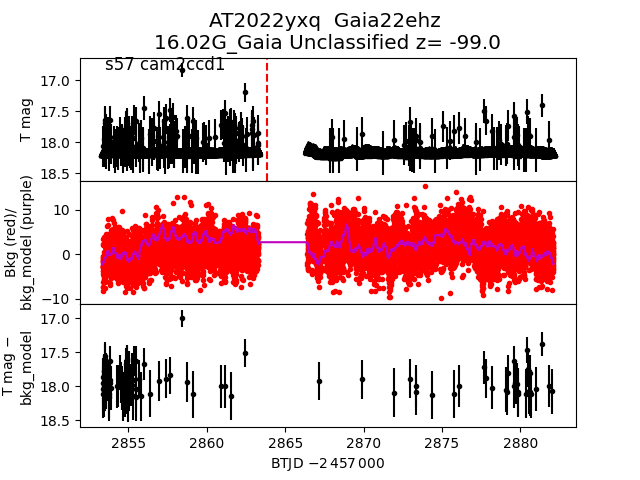 AT2022yxq  Gaia22ehz
16.02G_Gaia Unclassified z= -99.0
s57 cam2ccd1
T mag
17.0
17.5
18.0
18.5
Bkg (red)/
bkg_model (purple)
10
0
−10
T mag −
bkg_model
17.0
17.5
18.0
18.5
2855 2860 2865 2870 2875 2880
BTJD −2 457 000